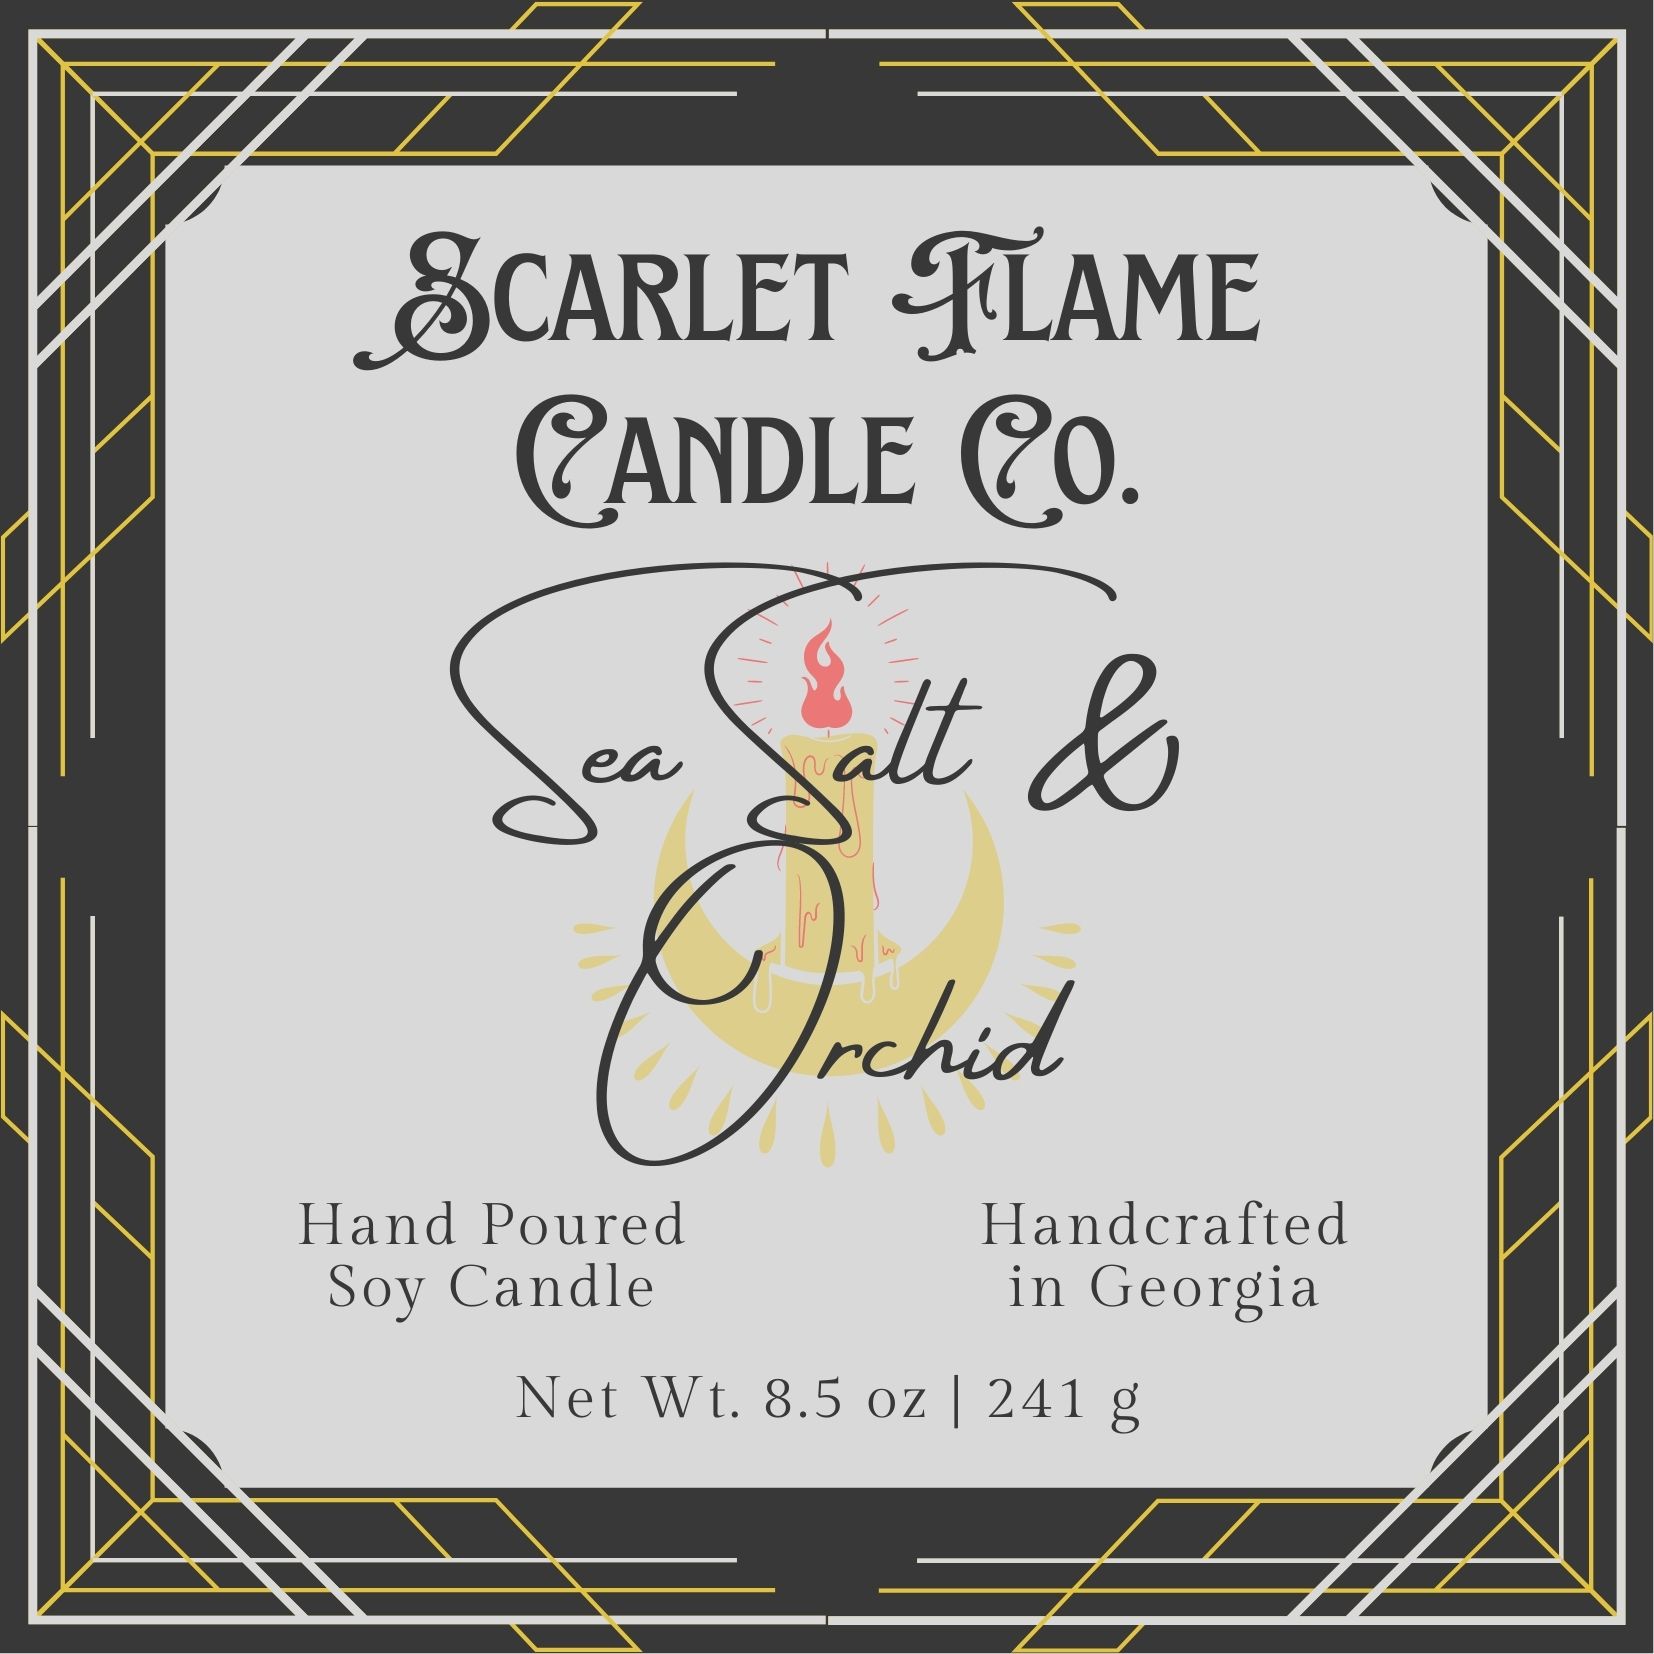 Scarlet Flame
Candle Co.
Sea Salt &
Orchid
Hand Poured
Soy Candle
Handcrafted
in Georgia
Net Wt. 8.5 oz | 241 g